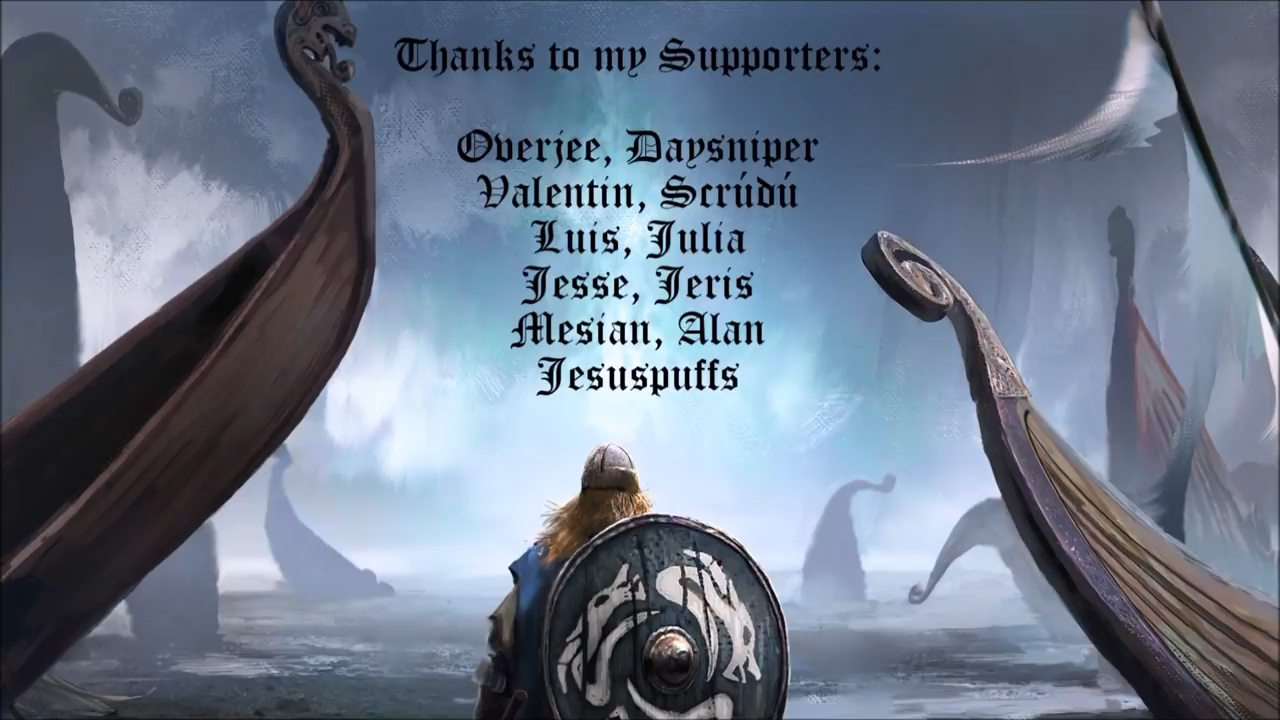 Thanks to my Supporters:
Overjee, Daysniper
Valentin, Scrúdú
Luis, Julia
Jesse, Jeris
Mesian, Alan
Jesuspuffs